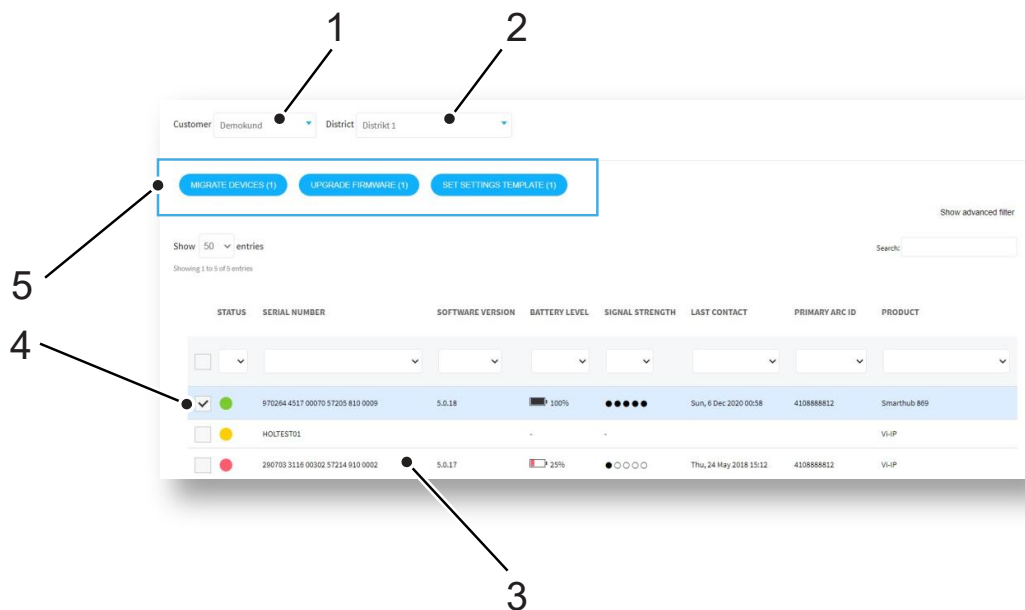 1 2
Customer Demokund District Distrikt 1
MIGRATE DEVICES (1) UPGRADE FIRMWARE (1) SET SETTINGS TEMPLATE (1)
Show advanced filter
Show 50 entries Search:
Showing 1 to 5 of 5 entries
5
STATUS SERIAL NUMBER SOFTWARE VERSION BATTERY LEVEL SIGNAL STRENGTH LAST CONTACT PRIMARY ARC ID PRODUCT
4
970264 4517 00070 57205 810 0009 5.0.18 100% Sun, 6 Dec 2020 00:58 4108888812 Smarthub 869
HOLTEST01 - - Vi-IP
290703 3116 00302 57214 910 0002 5.0.17 25% Thu, 24 May 2018 15:12 4108888812 Vi-IP
3